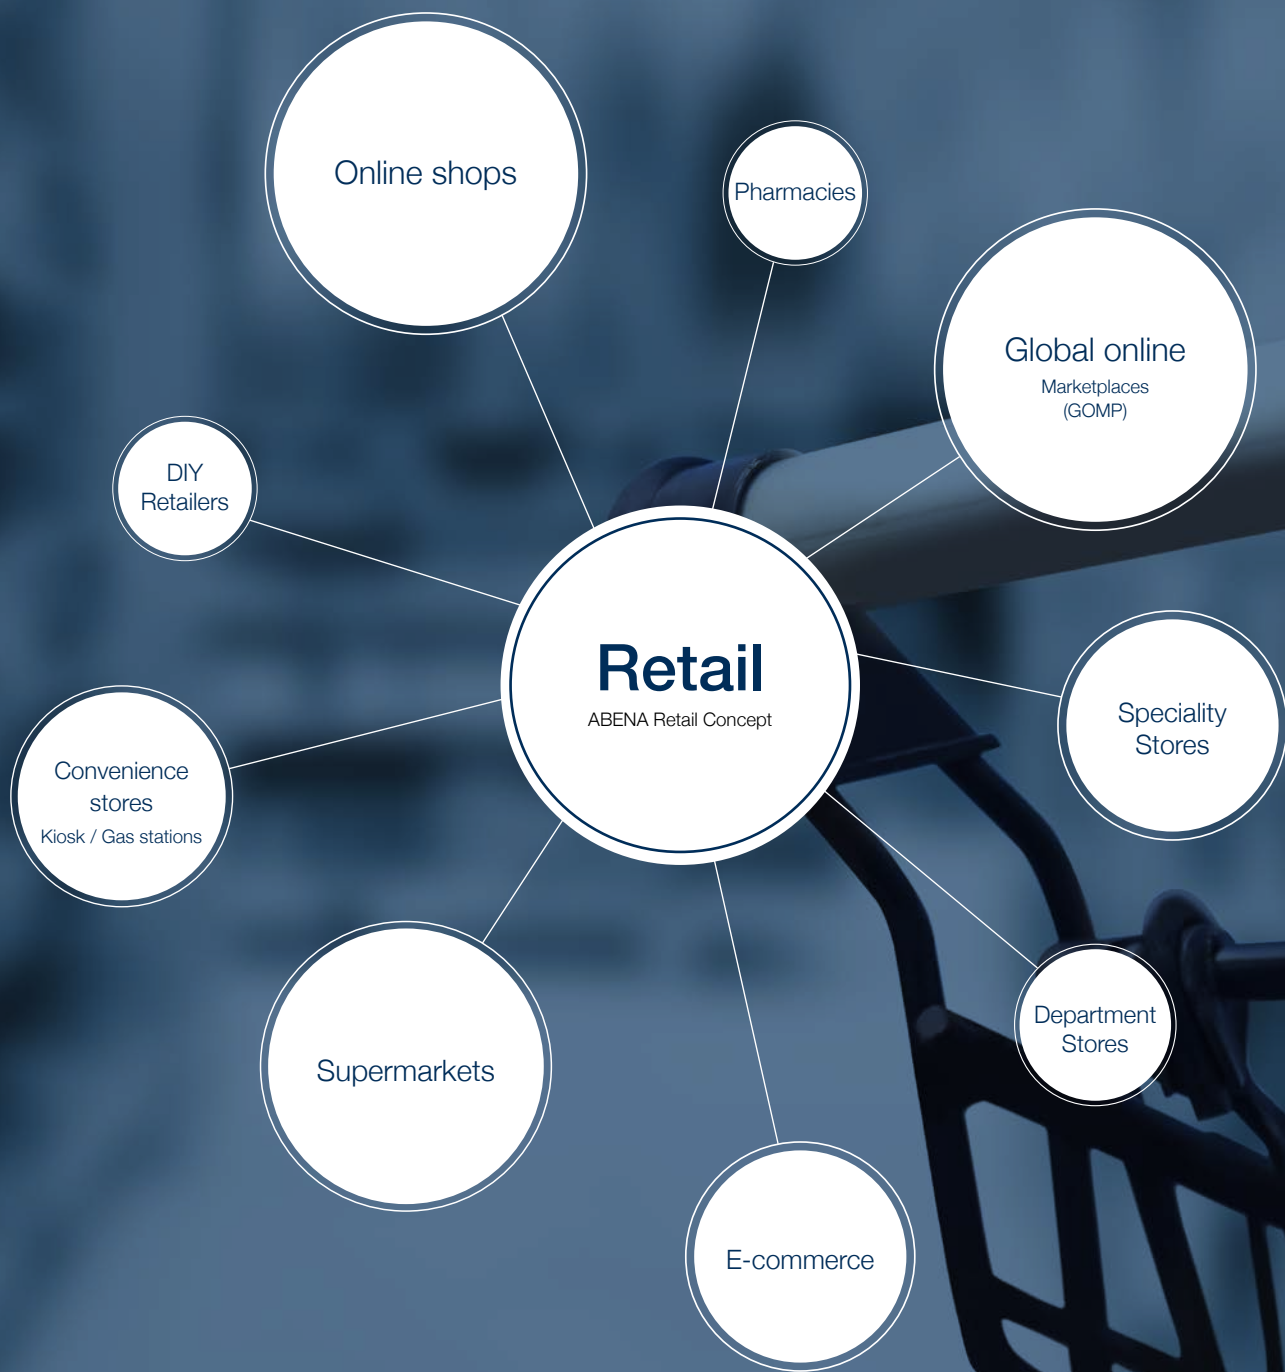 Online shops
Pharmacies
Global online
Marketplaces
(GOMP)
DIY
Retailers
Retail
ABENA Retail Concept
Speciality
Stores
Convenience
stores
Kiosk / Gas stations
Department
Stores
Supermarkets
E-commerce